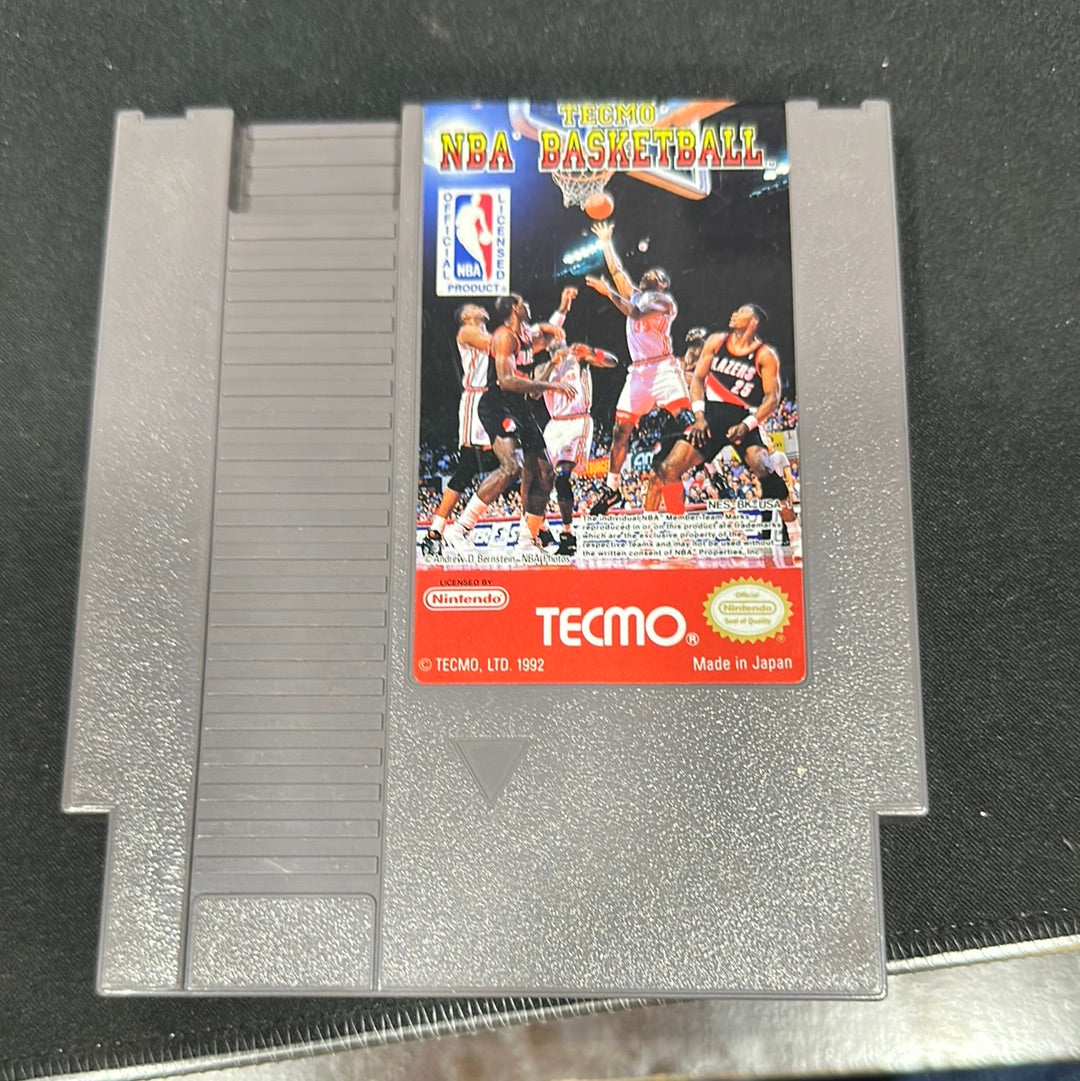 TECMO
NBA BASKETBALL™
OFFICIAL
LICENSED
NBA
PRODUCT®
LAZERS
25
NES-BK-USA
The individual NBA Member Team Marks
reproduced in or on this product are trademarks
which are the exclusive property of the
respective teams and may not be used without
the written consent of NBA Properties, Inc.
© Andrew D. Bernstein-NBA Photos
LICENSED BY
Nintendo
TECMO®
Official
Nintendo
Seal of Quality
© TECMO, LTD. 1992
Made in Japan